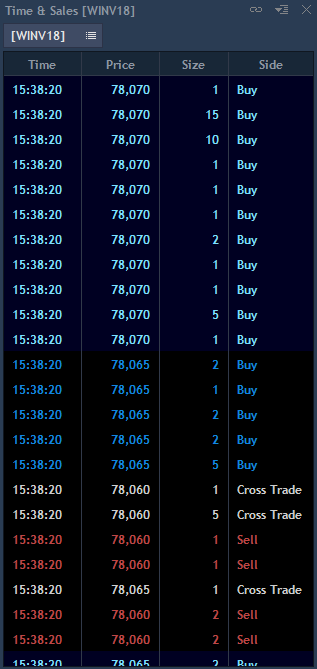 Time & Sales [WINV18]
[WINV18]
Time Price Size Side
15:38:20 78,070 1 Buy
15:38:20 78,070 15 Buy
15:38:20 78,070 10 Buy
15:38:20 78,070 1 Buy
15:38:20 78,070 1 Buy
15:38:20 78,070 1 Buy
15:38:20 78,070 2 Buy
15:38:20 78,070 1 Buy
15:38:20 78,070 1 Buy
15:38:20 78,070 5 Buy
15:38:20 78,070 1 Buy
15:38:20 78,065 2 Buy
15:38:20 78,065 1 Buy
15:38:20 78,065 2 Buy
15:38:20 78,065 2 Buy
15:38:20 78,065 5 Buy
15:38:20 78,060 1 Cross Trade
15:38:20 78,060 5 Cross Trade
15:38:20 78,060 1 Sell
15:38:20 78,060 1 Sell
15:38:20 78,065 1 Cross Trade
15:38:20 78,060 2 Sell
15:38:20 78,060 2 Sell
15:38:20 78,065 2 Buy